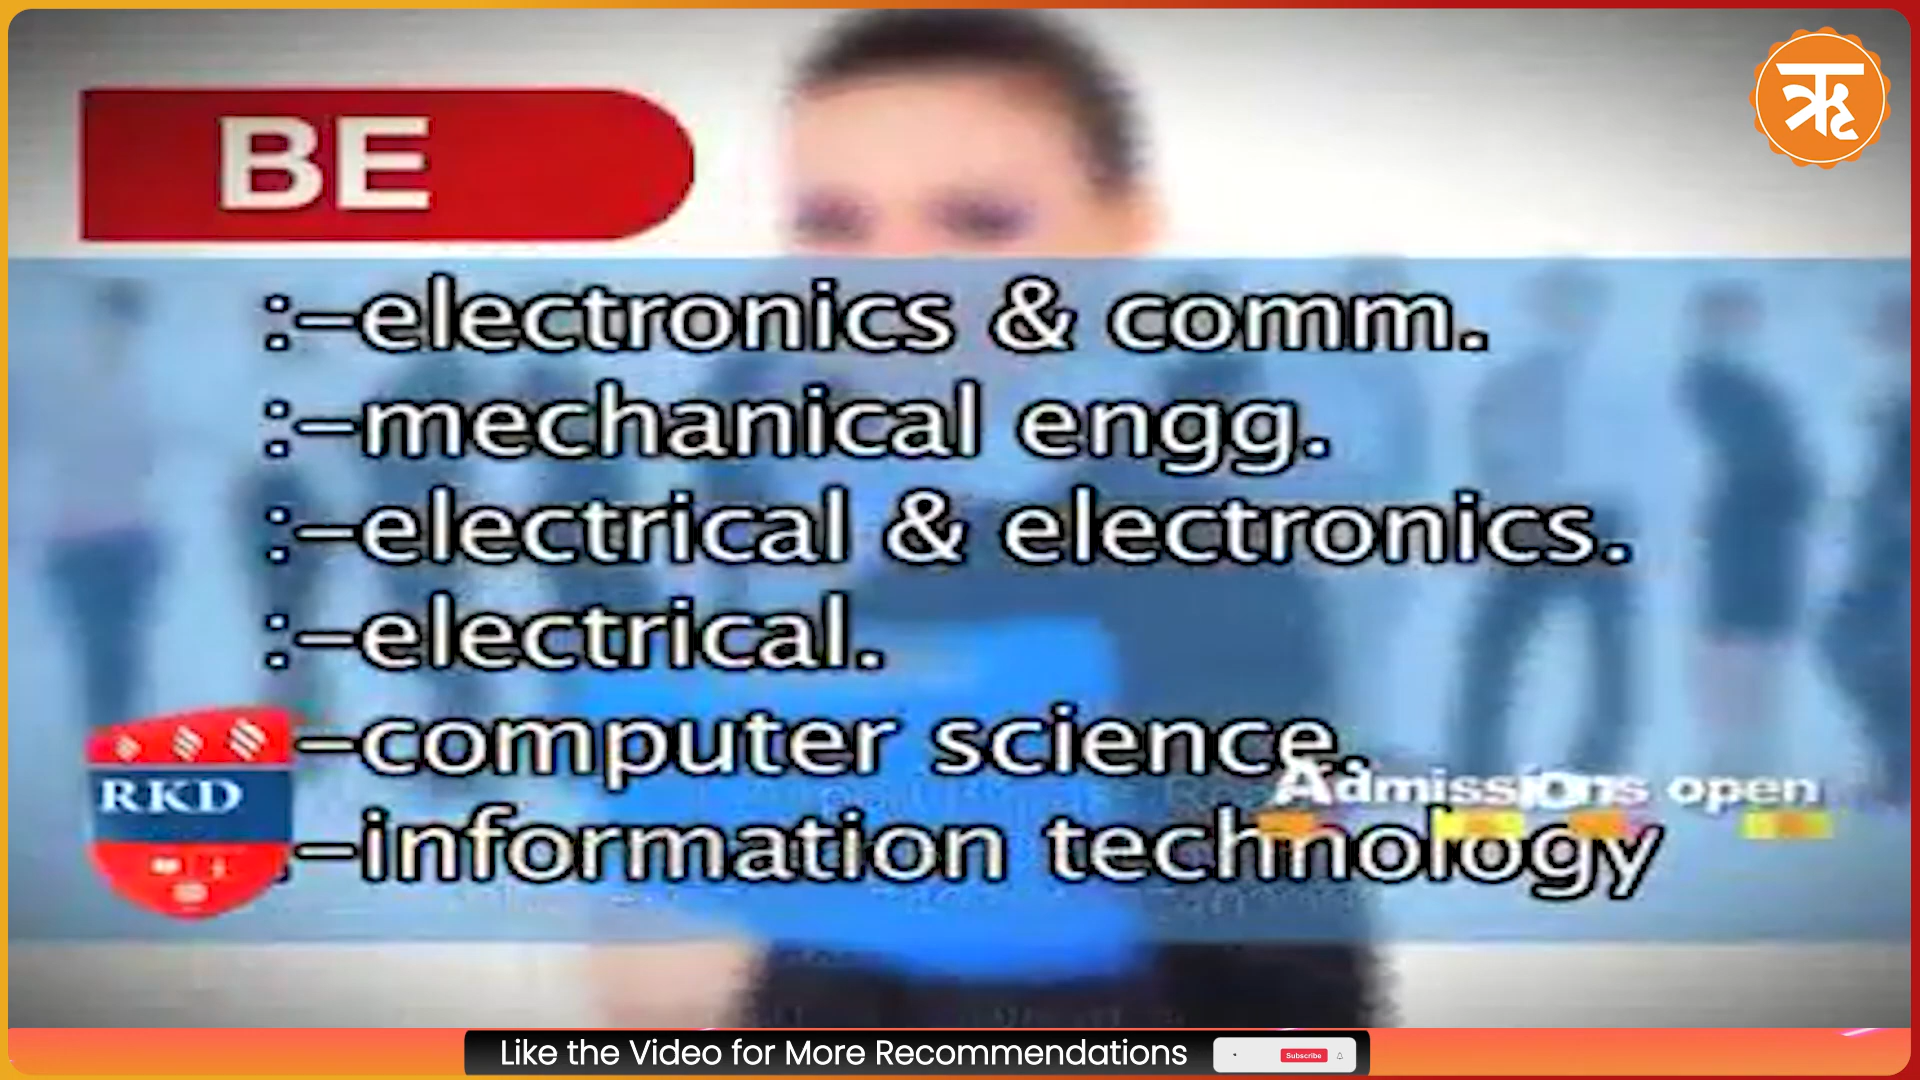 ऋ
BE
:-electronics & comm.
:-mechanical engg.
:-electrical & electronics.
:-electrical.
-computer science.
RKD
Admissions open
-information technology
Like the Video for More Recommendations
Subscribe